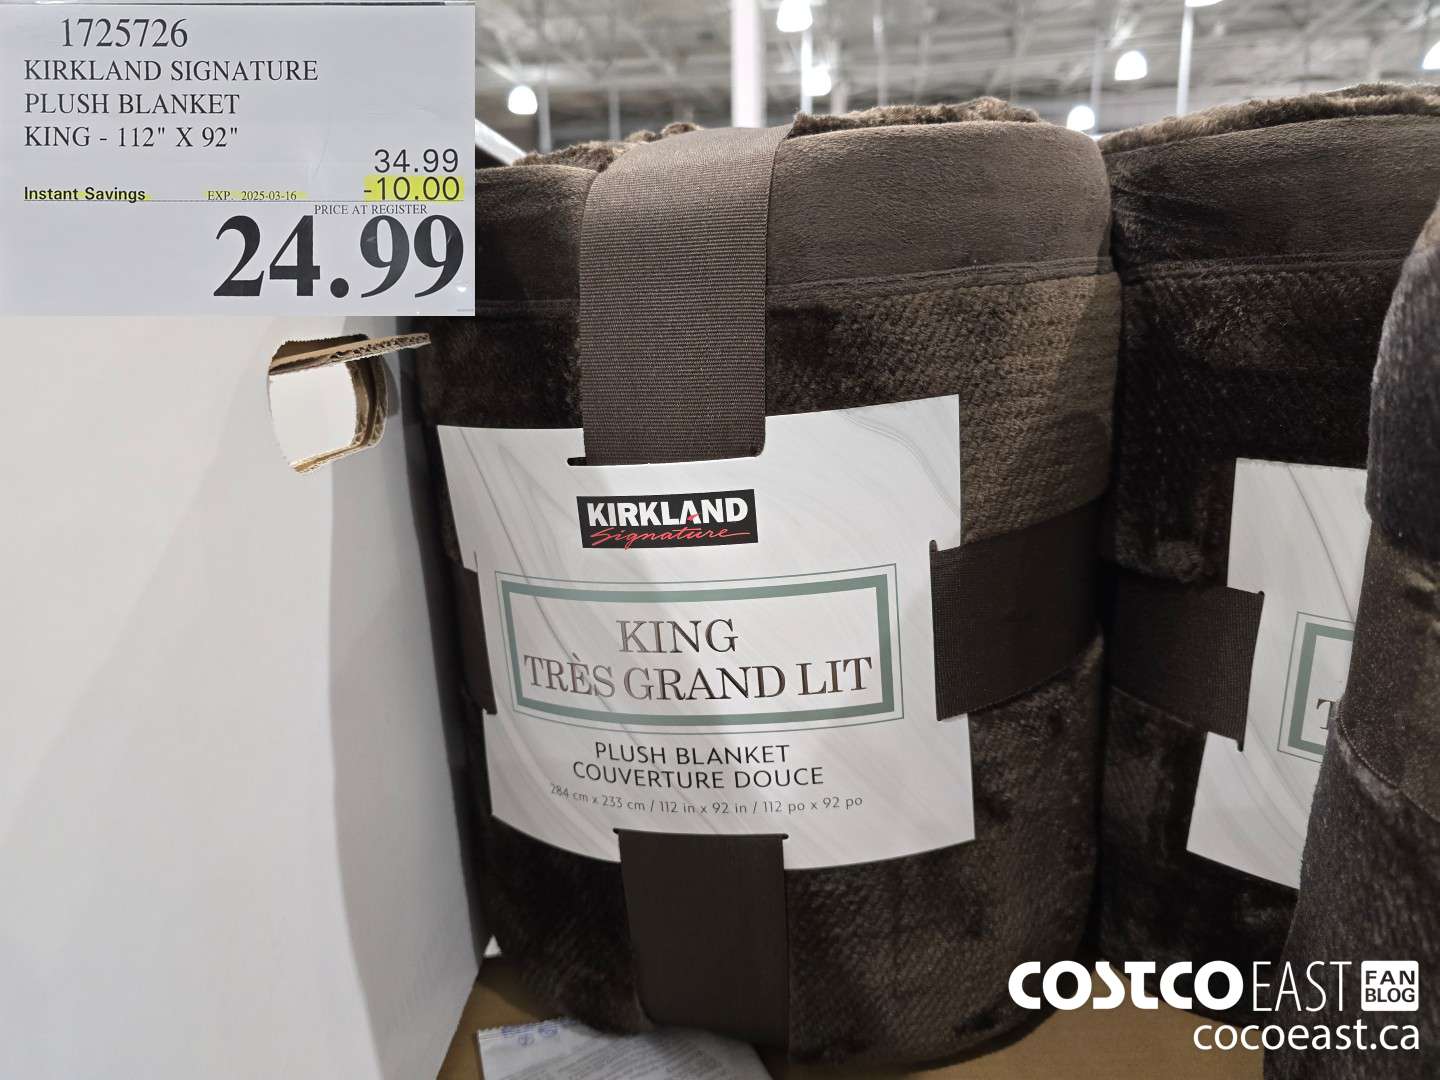 1725726
KIRKLAND SIGNATURE
PLUSH BLANKET
KING - 112" X 92"
34.99
Instant Savings EXP. 2025-03-16 -10.00
PRICE AT REGISTER
24.99
KIRKLAND
Signature
KING
TRÈS GRAND LIT
PLUSH BLANKET
COUVERTURE DOUCE
284 cm x 233 cm / 112 in x 92 in / 112 po x 92 po
T
COSTCO EAST FAN BLOG
cocoeast.ca